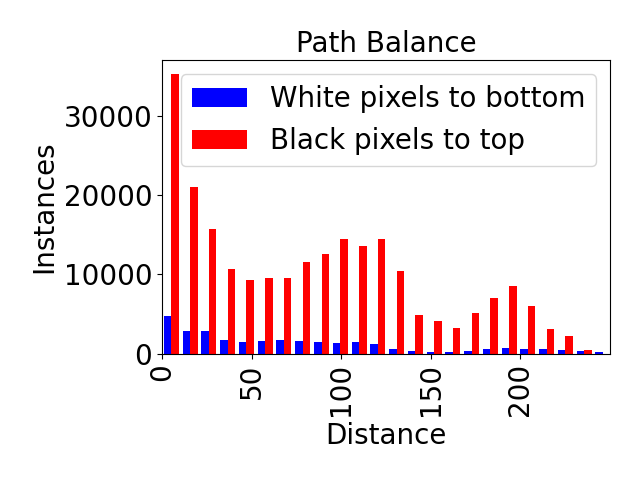 Path Balance
White pixels to bottom
Black pixels to top
Instances
30000
20000
10000
0
0
50
100
150
200
Distance